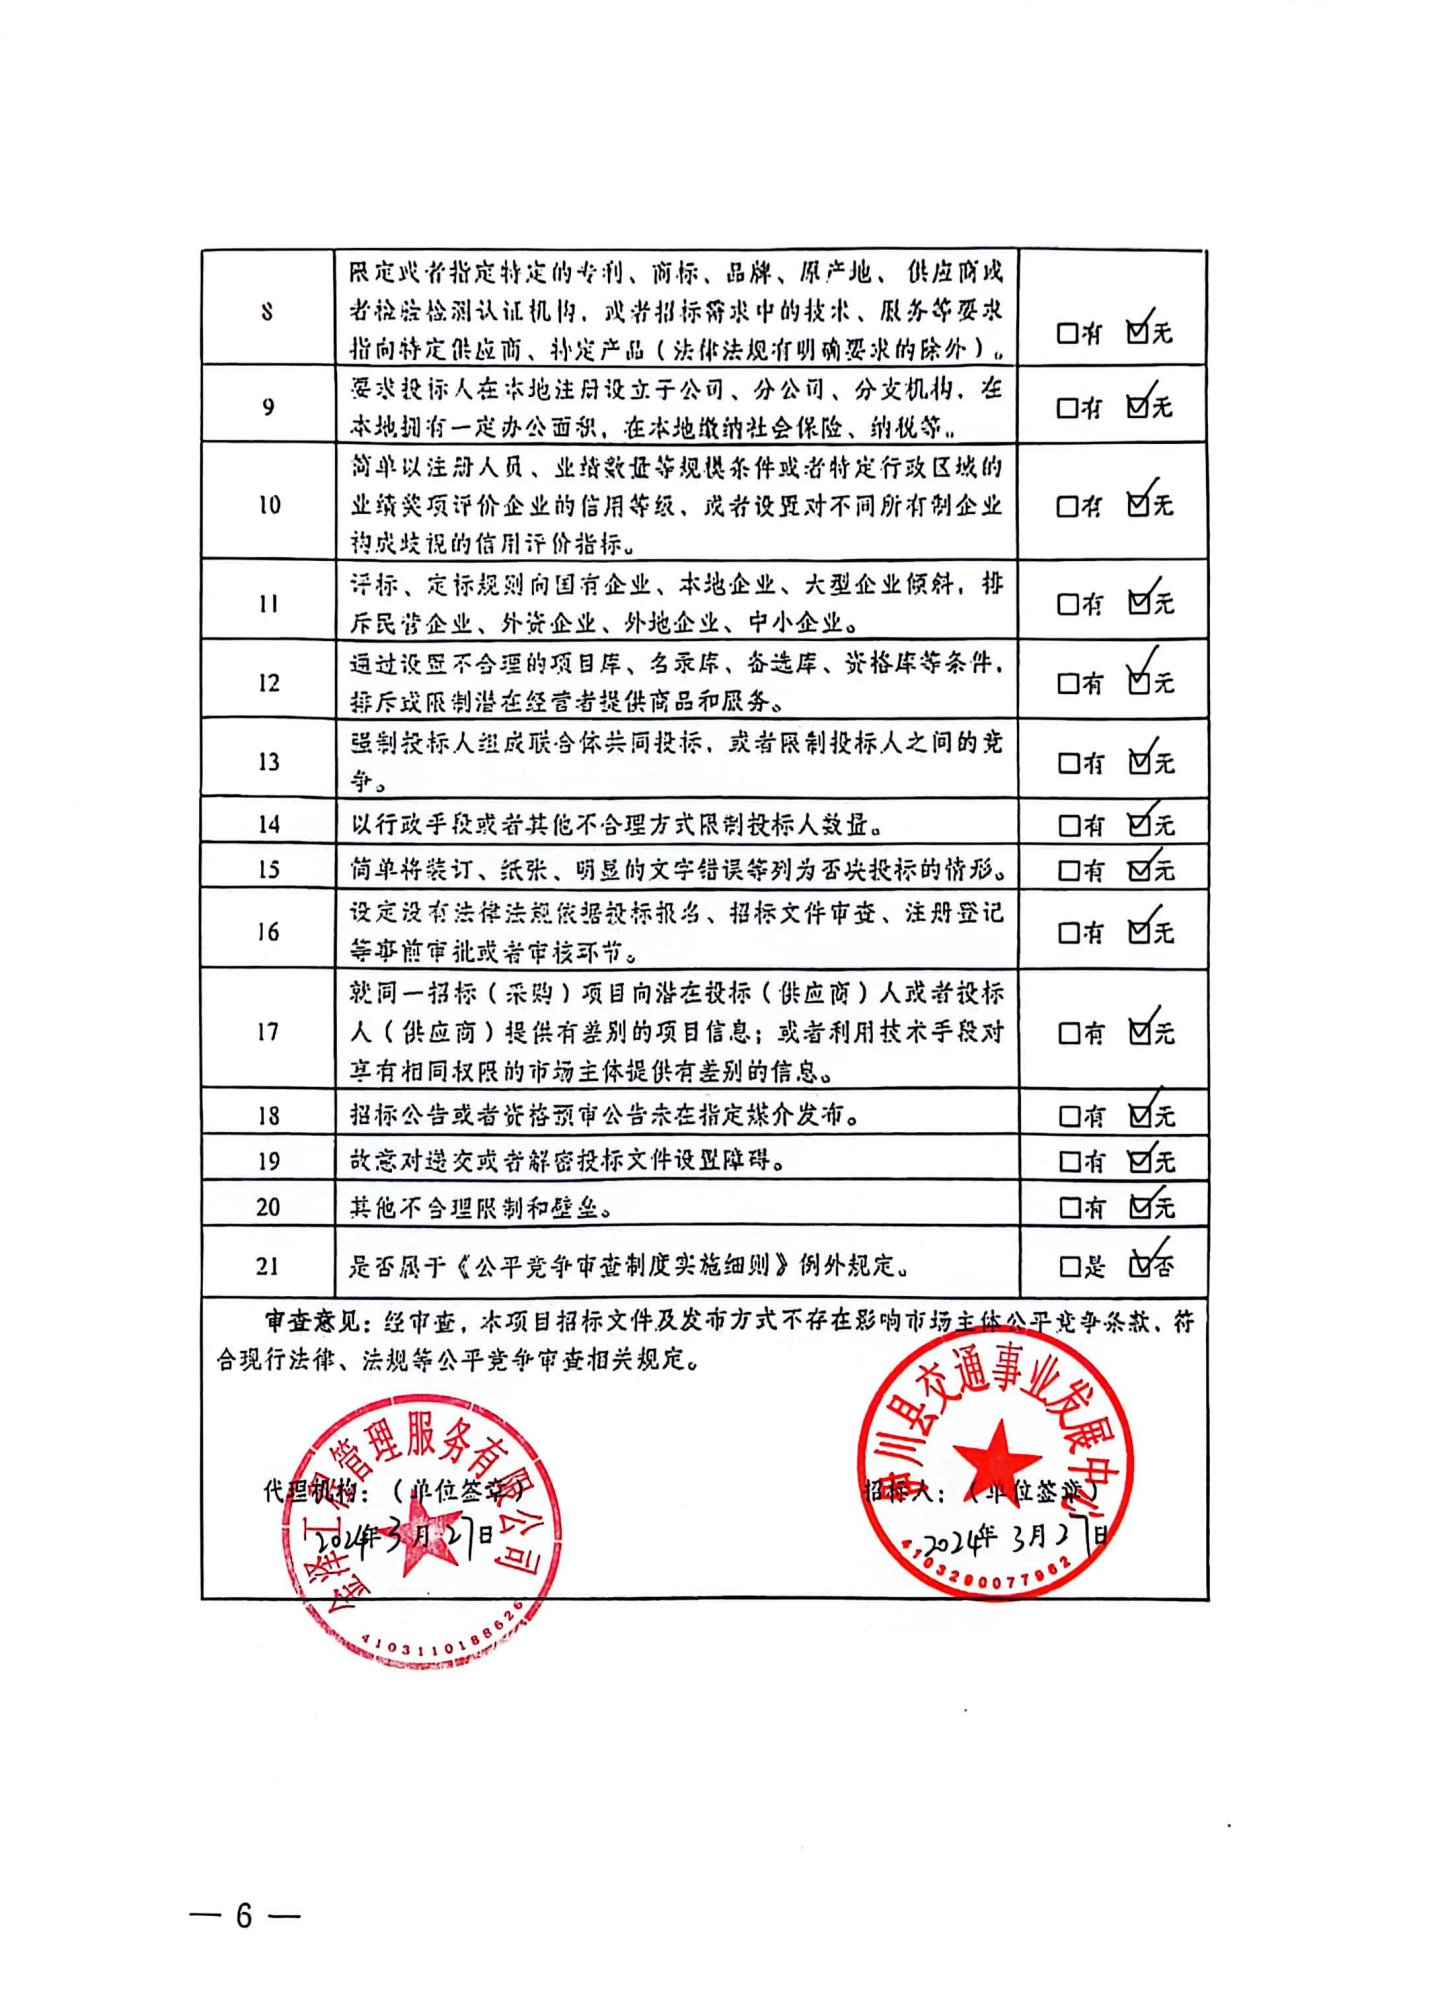 8
限定或者指定特定的专利、商标、品牌、原产地、供应商或
者检验检测认证机构，或者招标需求中的技术、服务等要求
指向特定供应商、特定产品（法律法规有明确要求的除外）。
□有 ☑无
9
要求投标人在本地注册设立子公司、分公司、分支机构，在
本地拥有一定办公面积，在本地缴纳社会保险、纳税等。
□有 ☑无
10
简单以注册人员、业绩数量等规模条件或者特定行政区域的
业绩奖项评价企业的信用等级，或者设置对不同所有制企业
构成歧视的信用评价指标。
□有 ☑无
11
评标、定标规则向国有企业、本地企业、大型企业倾斜，排
斥民营企业、外资企业、外地企业、中小企业。
□有 ☑无
12
通过设置不合理的项目库、名录库、备选库、资格库等条件，
排斥或限制潜在经营者提供商品和服务。
□有 ☑无
13
强制投标人组成联合体共同投标，或者限制投标人之间的竞
争。
□有 ☑无
14
以行政手段或者其他不合理方式限制投标人数量。
□有 ☑无
15
简单将装订、纸张、明显的文字错误等列为否决投标的情形。
□有 ☑无
16
设定没有法律法规依据投标报名、招标文件审查、注册登记
等事前审批或者审核环节。
□有 ☑无
17
就同一招标（采购）项目向潜在投标（供应商）人或者投标
人（供应商）提供有差别的项目信息；或者利用技术手段对
享有相同权限的市场主体提供有差别的信息。
□有 ☑无
18
招标公告或者资格预审公告未在指定媒介发布。
□有 ☑无
19
故意对递交或者解密投标文件设置障碍。
□有 ☑无
20
其他不合理限制和壁垒。
□有 ☑无
21
是否属于《公平竞争审查制度实施细则》例外规定。
□是 ☑否
审查意见：经审查，本项目招标文件及发布方式不存在影响市场主体公平竞争条款，符
合现行法律、法规等公平竞争审查相关规定。
工程管理服务有限公司
代理机构：（单位签章）
2024年3月27日
4103110188626
川县交通事业发展中心
招标人：（单位签章）
2024年3月27日
4103290077962
— 6 —